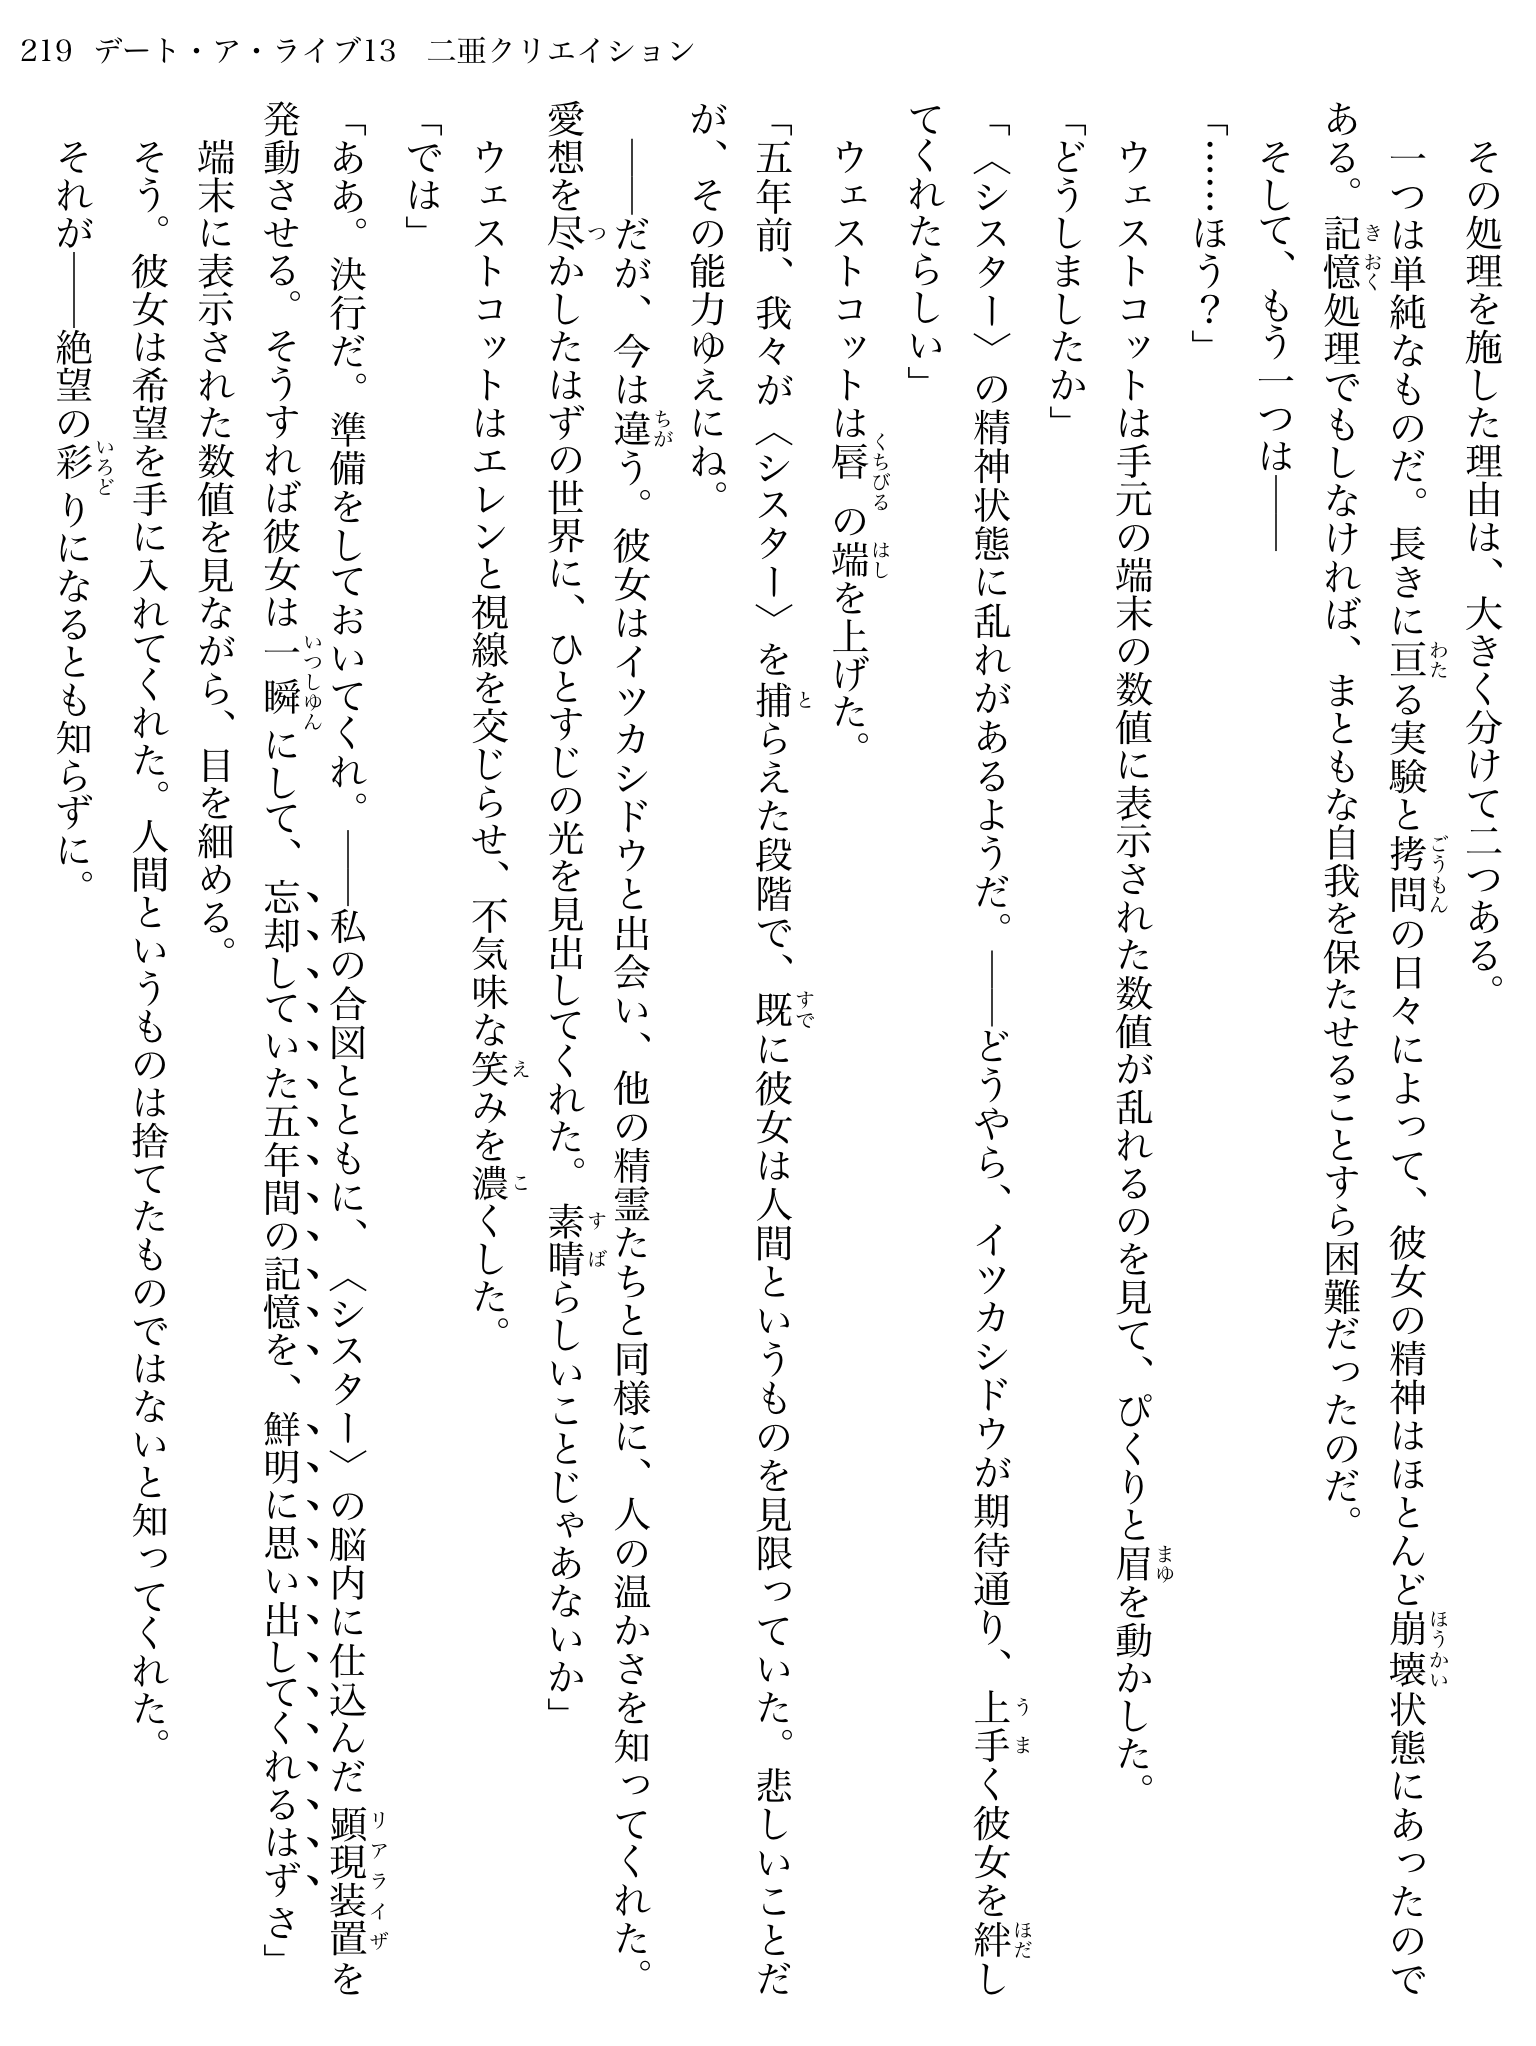 219 デート・ア・ライブ13　二亜クリエイション
　その処理を施した理由は、大きく分けて二つある。
　一つは単純なものだ。長きに亘る実験と拷問の日々によって、彼女の精神はほとんど崩壊状態にあったので
ある。記憶処理でもしなければ、まともな自我を保たせることすら困難だったのだ。
　そして、もう一つは――
「……ほう？」
　ウェストコットは手元の端末の数値に表示された数値が乱れるのを見て、ぴくりと眉を動かした。
「どうしましたか」
「〈シスター〉の精神状態に乱れがあるようだ。――どうやら、イツカシドウが期待通り、上手く彼女を絆し
てくれたらしい」
　ウェストコットは唇の端を上げた。
「五年前、我々が〈シスター〉を捕らえた段階で、既に彼女は人間というものを見限っていた。悲しいことだ
が、その能力ゆえにね。
　――だが、今は違う。彼女はイツカシドウと出会い、他の精霊たちと同様に、人の温かさを知ってくれた。
愛想を尽かしたはずの世界に、ひとすじの光を見出してくれた。素晴らしいことじゃあないか」
　ウェストコットはエレンと視線を交じらせ、不気味な笑みを濃くした。
「では」
「ああ。決行だ。準備をしておいてくれ。――私の合図とともに、〈シスター〉の脳内に仕込んだ顕現装置を
発動させる。そうすれば彼女は一瞬にして、忘却していた五年間の記憶を、鮮明に思い出してくれるはずさ」
　端末に表示された数値を見ながら、目を細める。
　そう。彼女は希望を手に入れてくれた。人間というものは捨てたものではないと知ってくれた。
　それが――絶望の彩りになるとも知らずに。